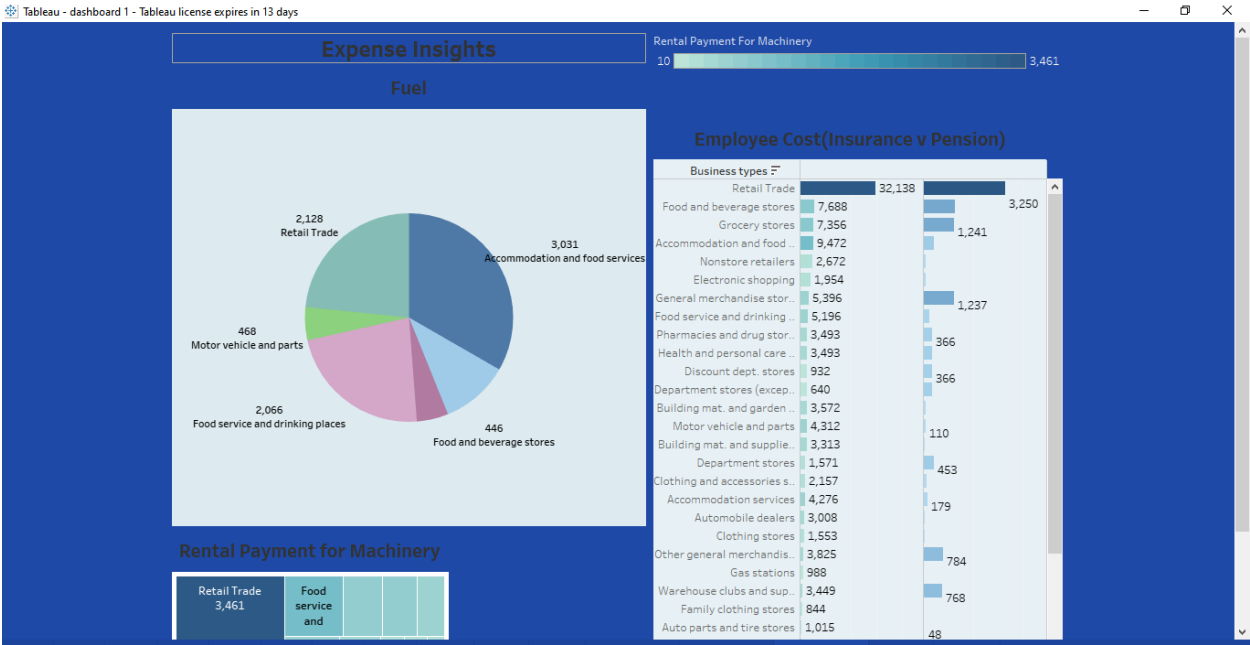 Tableau - dashboard 1 - Tableau license expires in 13 days
Expense Insights
Rental Payment For Machinery
10
3,461
Fuel
3,031
Accommodation and food services
2,128
Retail Trade
468
Motor vehicle and parts
2,066
Food service and drinking places
446
Food and beverage stores
Employee Cost(Insurance v Pension)
Business types
Retail Trade 32,138 3,250
Food and beverage stores 7,688
Grocery stores 7,356 1,241
Accommodation and food .. 9,472
Nonstore retailers 2,672
Electronic shopping 1,954
General merchandise stor.. 5,396 1,237
Food service and drinking .. 5,196
Pharmacies and drug stor.. 3,493 366
Health and personal care .. 3,493
Discount dept. stores 932 366
Department stores (excep.. 640
Building mat. and garden .. 3,572
Motor vehicle and parts 4,312 110
Building mat. and supplie.. 3,313
Department stores 1,571 453
Clothing and accessories s.. 2,157
Accommodation services 4,276 179
Automobile dealers 3,008
Clothing stores 1,553
Other general merchandis.. 3,825 784
Gas stations 988
Warehouse clubs and sup.. 3,449 768
Family clothing stores 844
Auto parts and tire stores 1,015 48
Rental Payment for Machinery
Retail Trade
3,461
Food
service
and